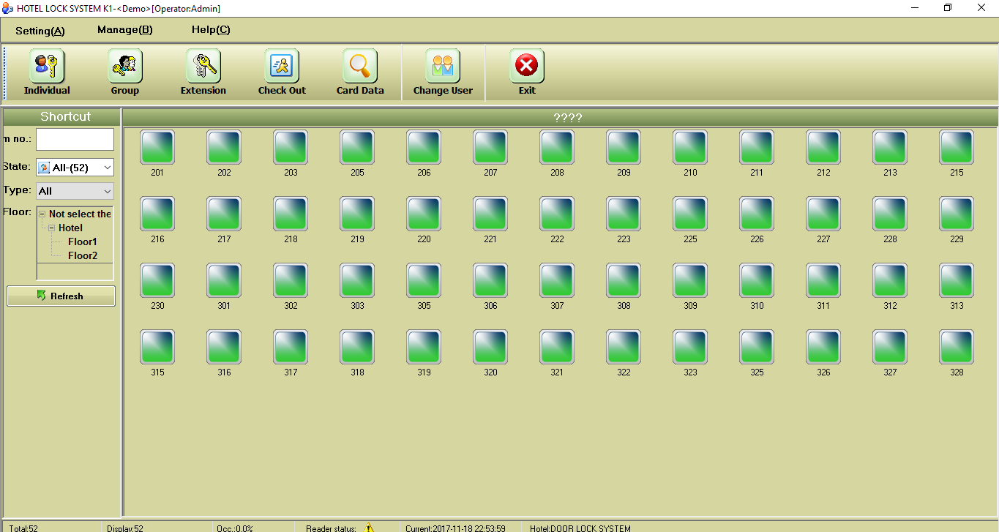 HOTEL LOCK SYSTEM K1-<Demo>[Operator:Admin]
Setting(A) Manage(B) Help(C)
Individual Group Extension Check Out Card Data Change User Exit
Shortcut ????
m no.:
State: All-(52)
Type: All
Floor: Not select the
Hotel
Floor1
Floor2
Refresh
201 202 203 205 206 207 208 209 210 211 212 213 215
216 217 218 219 220 221 222 223 225 226 227 228 229
230 301 302 303 305 306 307 308 309 310 311 312 313
315 316 317 318 319 320 321 322 323 325 326 327 328
Total:52 Display:52 Occ.:0.0% Reader status: Current:2017-11-18 22:53:59 Hotel:DOOR LOCK SYSTEM